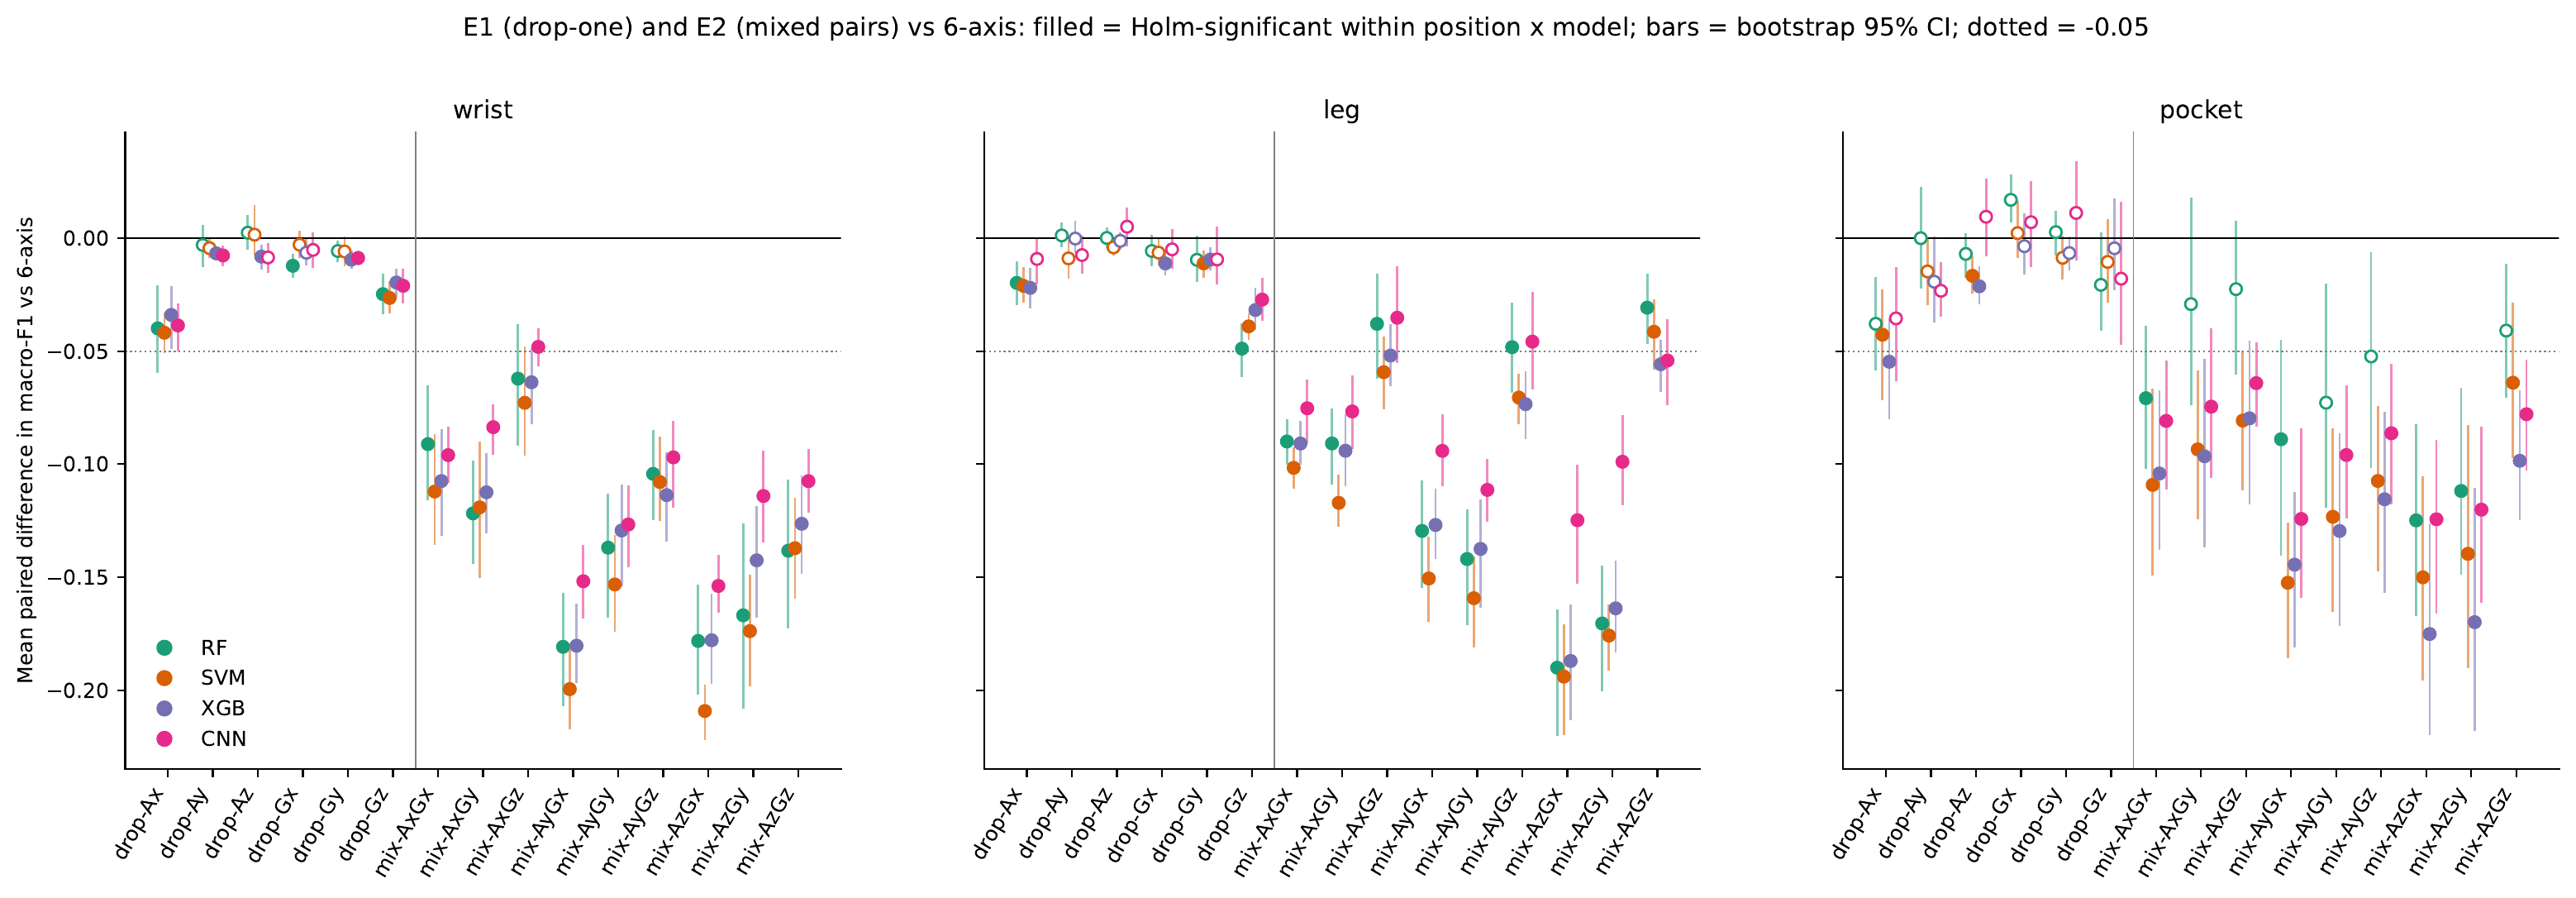 E1 (drop-one) and E2 (mixed pairs) vs 6-axis: filled = Holm-significant within position x model; bars = bootstrap 95% CI; dotted = -0.05
wrist
leg
pocket
Mean paired difference in macro-F1 vs 6-axis
0.00
−0.05
−0.10
−0.15
−0.20
RF
SVM
XGB
CNN
drop-Ax
drop-Ay
drop-Az
drop-Gx
drop-Gy
drop-Gz
mix-AxGx
mix-AxGy
mix-AxGz
mix-AyGx
mix-AyGy
mix-AyGz
mix-AzGx
mix-AzGy
mix-AzGz
drop-Ax
drop-Ay
drop-Az
drop-Gx
drop-Gy
drop-Gz
mix-AxGx
mix-AxGy
mix-AxGz
mix-AyGx
mix-AyGy
mix-AyGz
mix-AzGx
mix-AzGy
mix-AzGz
drop-Ax
drop-Ay
drop-Az
drop-Gx
drop-Gy
drop-Gz
mix-AxGx
mix-AxGy
mix-AxGz
mix-AyGx
mix-AyGy
mix-AyGz
mix-AzGx
mix-AzGy
mix-AzGz